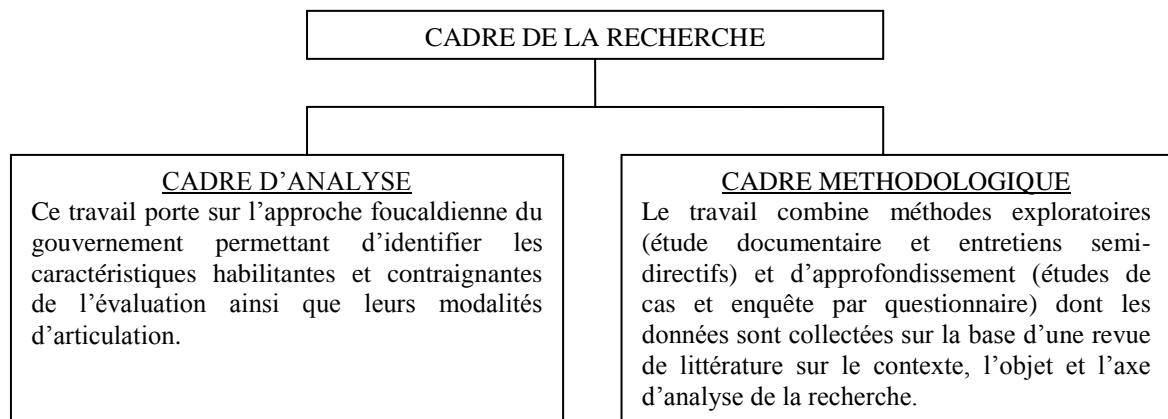 CADRE DE LA RECHERCHE
CADRE D’ANALYSE
Ce travail porte sur l’approche foucaldienne du
gouvernement permettant d’identifier les
caractéristiques habilitantes et contraignantes
de l’évaluation ainsi que leurs modalités
d’articulation.
CADRE METHODOLOGIQUE
Le travail combine méthodes exploratoires
(étude documentaire et entretiens semi-
directifs) et d’approfondissement (études de
cas et enquête par questionnaire) dont les
données sont collectées sur la base d’une revue
de littérature sur le contexte, l’objet et l’axe
d’analyse de la recherche.